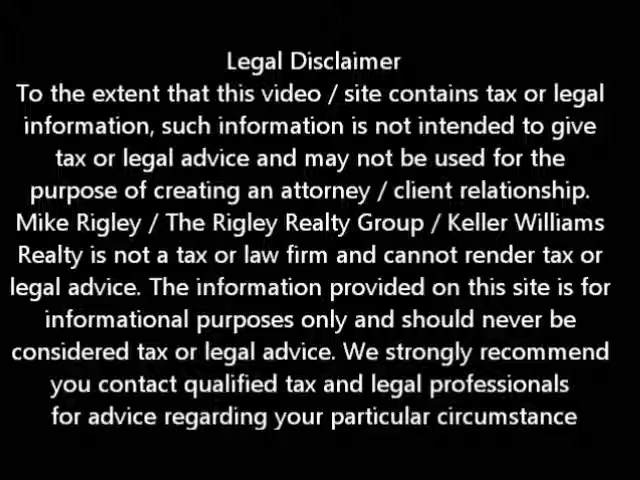 Legal Disclaimer
To the extent that this video / site contains tax or legal
information, such information is not intended to give
tax or legal advice and may not be used for the
purpose of creating an attorney / client relationship.
Mike Rigley / The Rigley Realty Group / Keller Williams
Realty is not a tax or law firm and cannot render tax or
legal advice. The information provided on this site is for
informational purposes only and should never be
considered tax or legal advice. We strongly recommend
you contact qualified tax and legal professionals
for advice regarding your particular circumstance